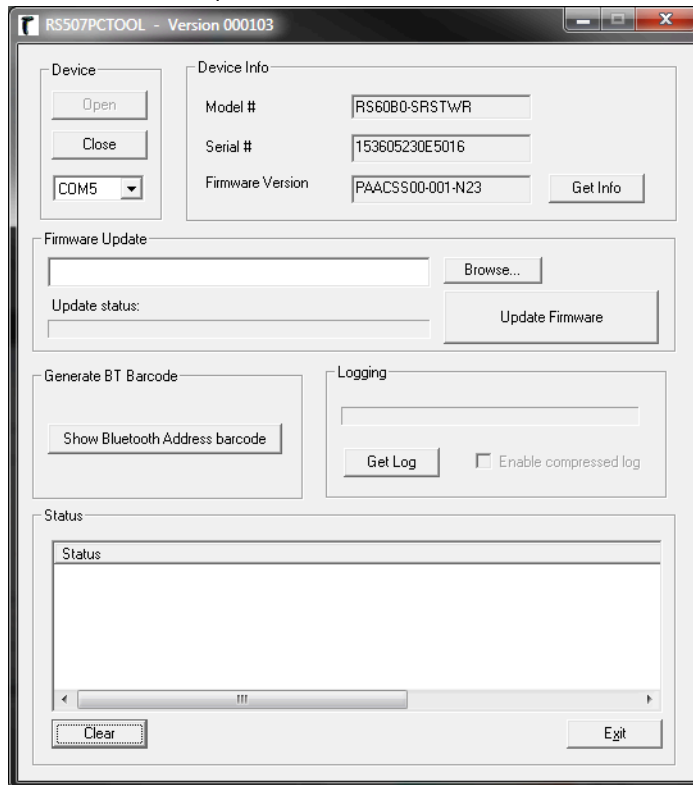 RS507PCTOOL - Version 000103
Device
Open
Close
COM5
Device Info
Model #
RS60B0-SRSTWR
Serial #
153605230E5016
Firmware Version
PAACSS00-001-N23
Get Info
Firmware Update
Browse...
Update status:
Update Firmware
Generate BT Barcode
Show Bluetooth Address barcode
Logging
Get Log
Enable compressed log
Status
Status
Clear
Exit